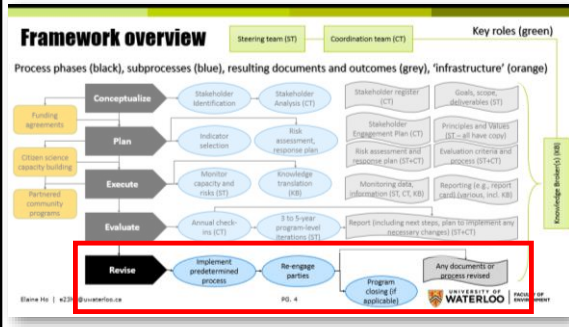 Framework overview
Steering team (ST)
Coordination team (CT)
Key roles (green)
Process phases (black), subprocesses (blue), resulting documents and outcomes (grey), 'infrastructure' (orange)
Conceptualize
Stakeholder
Identification
Stakeholder
Analysis (CT)
Stakeholder register
(CT)
Goals, scope,
deliverables (ST)
Funding
agreements
Plan
Indicator
selection
Risk
assessment,
response plan
Stakeholder
Engagement Plan (CT)
Principles and Values
(ST – all have copy)
Risk assessment and
response plan (ST+CT)
Evaluation criteria and
process (ST+CT)
Citizen science
capacity building
Execute
Monitor
capacity and
risks (ST)
Knowledge
translation
(KB)
Monitoring data,
information (ST, CT, KB)
Reporting (e.g., report
card) (various, incl. KB)
Partnered
community
programs
Knowledge Broker(s) (KB)
Evaluate
Annual check-
ins (CT)
3 to 5-year
program-level
iterations (ST)
Report (including next steps, plan to implement any
necessary changes) (ST+CT)
Revise
Implement
predetermined
process
Re-engage
parties
Program
closing (if
applicable)
Any documents or
process revised
Elaine Ho | e23ho@uwaterloo.ca
PG. 4
UNIVERSITY OF
WATERLOO
FACULTY OF
ENVIRONMENT